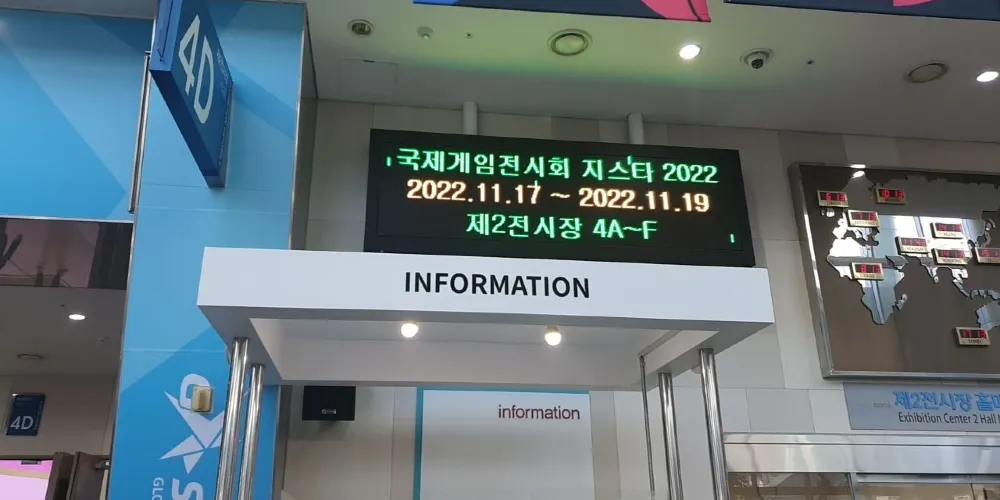 4D
국제게임전시회 지스타 2022
2022.11.17 ~ 2022.11.19
제2전시장 4A~F
INFORMATION
information
4D
제2전시장
Exhibition Center 2 Hall